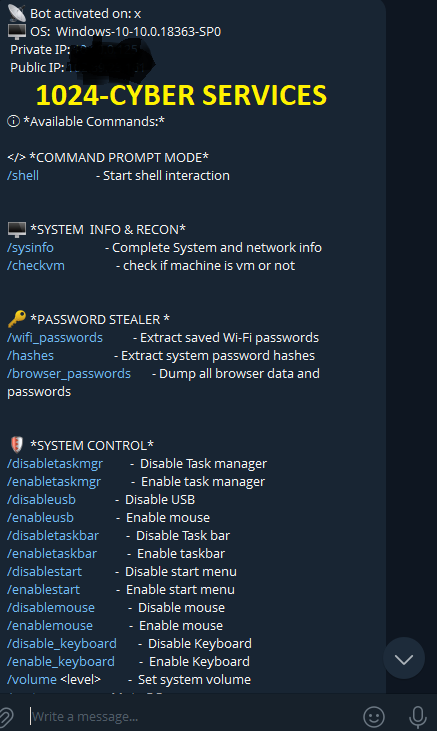 Bot activated on: x
OS: Windows-10-10.0.18363-SP0
Private IP:
Public IP:
1024-CYBER SERVICES
*Available Commands:*
</> *COMMAND PROMPT MODE*
/shell - Start shell interaction
*SYSTEM INFO & RECON*
/sysinfo - Complete System and network info
/checkvm - check if machine is vm or not
*PASSWORD STEALER *
/wifi_passwords - Extract saved Wi-Fi passwords
/hashes - Extract system password hashes
/browser_passwords - Dump all browser data and
passwords
*SYSTEM CONTROL*
/disabletaskmgr - Disable Task manager
/enabletaskmgr - Enable task manager
/disableusb - Disable USB
/enableusb - Enable mouse
/disabletaskbar - Disable Task bar
/enabletaskbar - Enable taskbar
/disablestart - Disable start menu
/enablestart - Enable start menu
/disablemouse - Disable mouse
/enablemouse - Enable mouse
/disable_keyboard - Disable Keyboard
/enable_keyboard - Enable Keyboard
/volume <level> - Set system volume
Write a message...